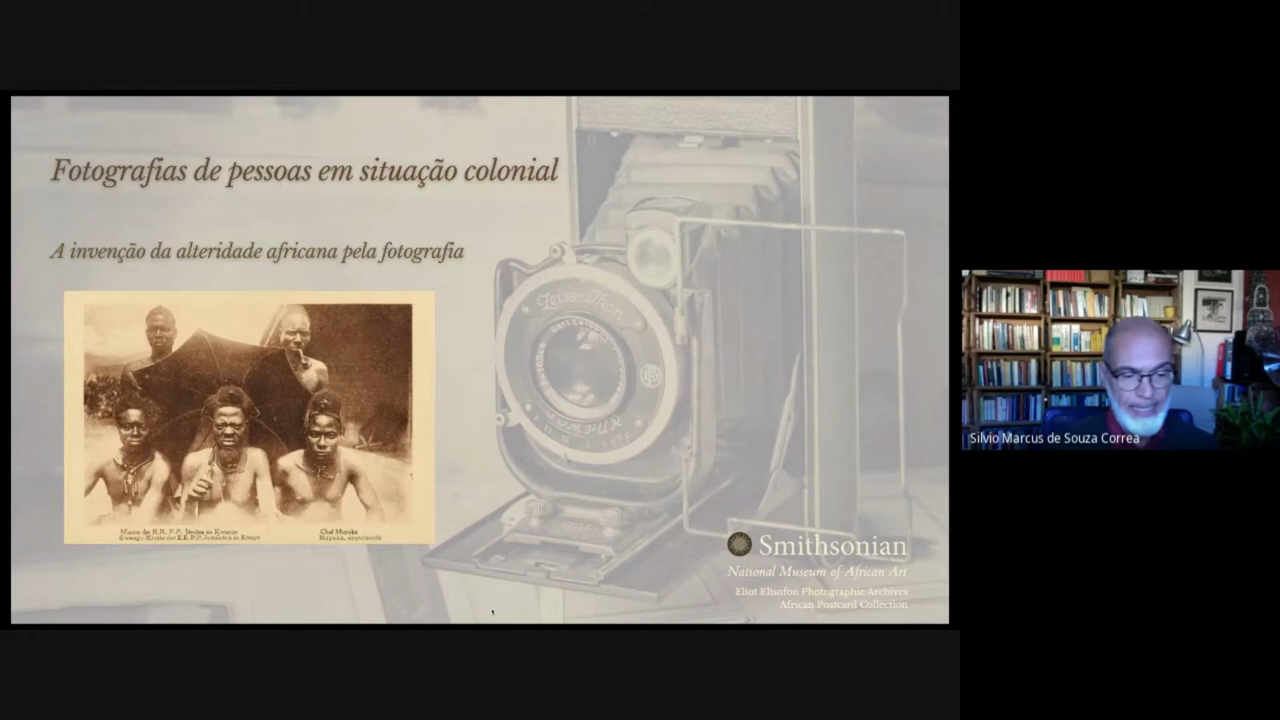 Fotografias de pessoas em situação colonial
A invenção da alteridade africana pela fotografia
Zeiss-Ikon
COMPUR
Chef Mayuka
Smithsonian
National Museum of African Art
Eliot Elisofon Photographic Archives
African Postcard Collection
Silvio Marcus de Souza Correa